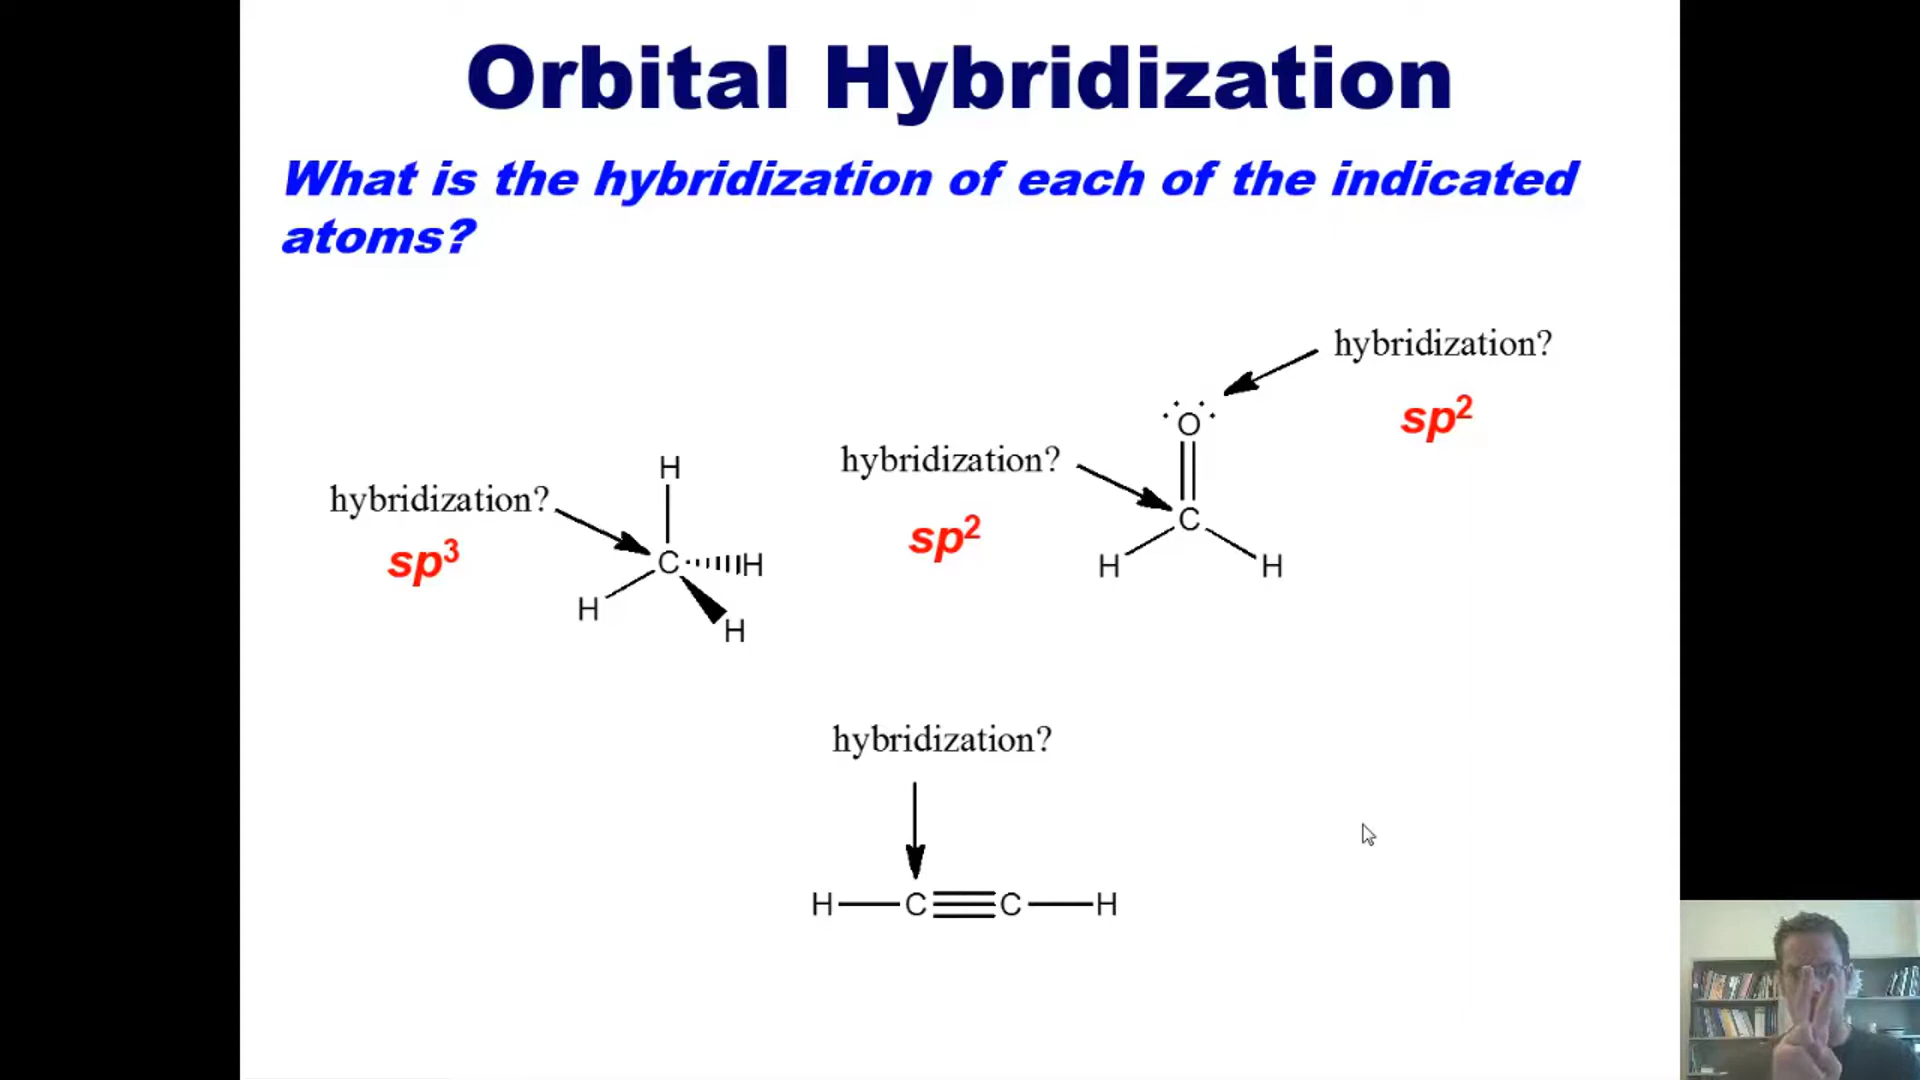 Orbital Hybridization
What is the hybridization of each of the indicated
atoms?
hybridization?
sp³
H
C
H
H
H
hybridization?
sp²
hybridization?
sp²
O
C
H
H
hybridization?
H
C
C
H